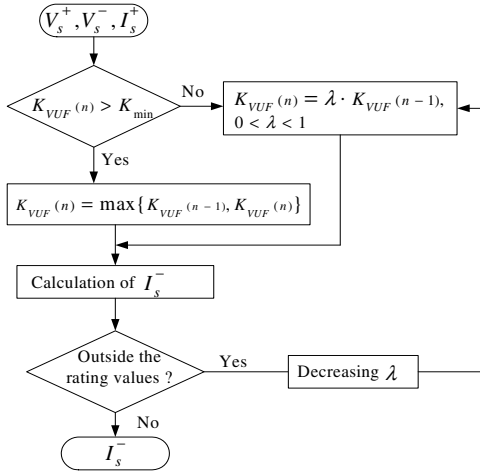 V_s^+, V_s^-, I_s^+
K_VUF(n) > K_min
No
K_VUF(n) = λ · K_VUF(n−1),
0 < λ < 1
Yes
K_VUF(n) = max{K_VUF(n−1), K_VUF(n)}
Calculation of I_s^-
Outside the
rating values ?
Yes
Decreasing λ
No
I_s^-